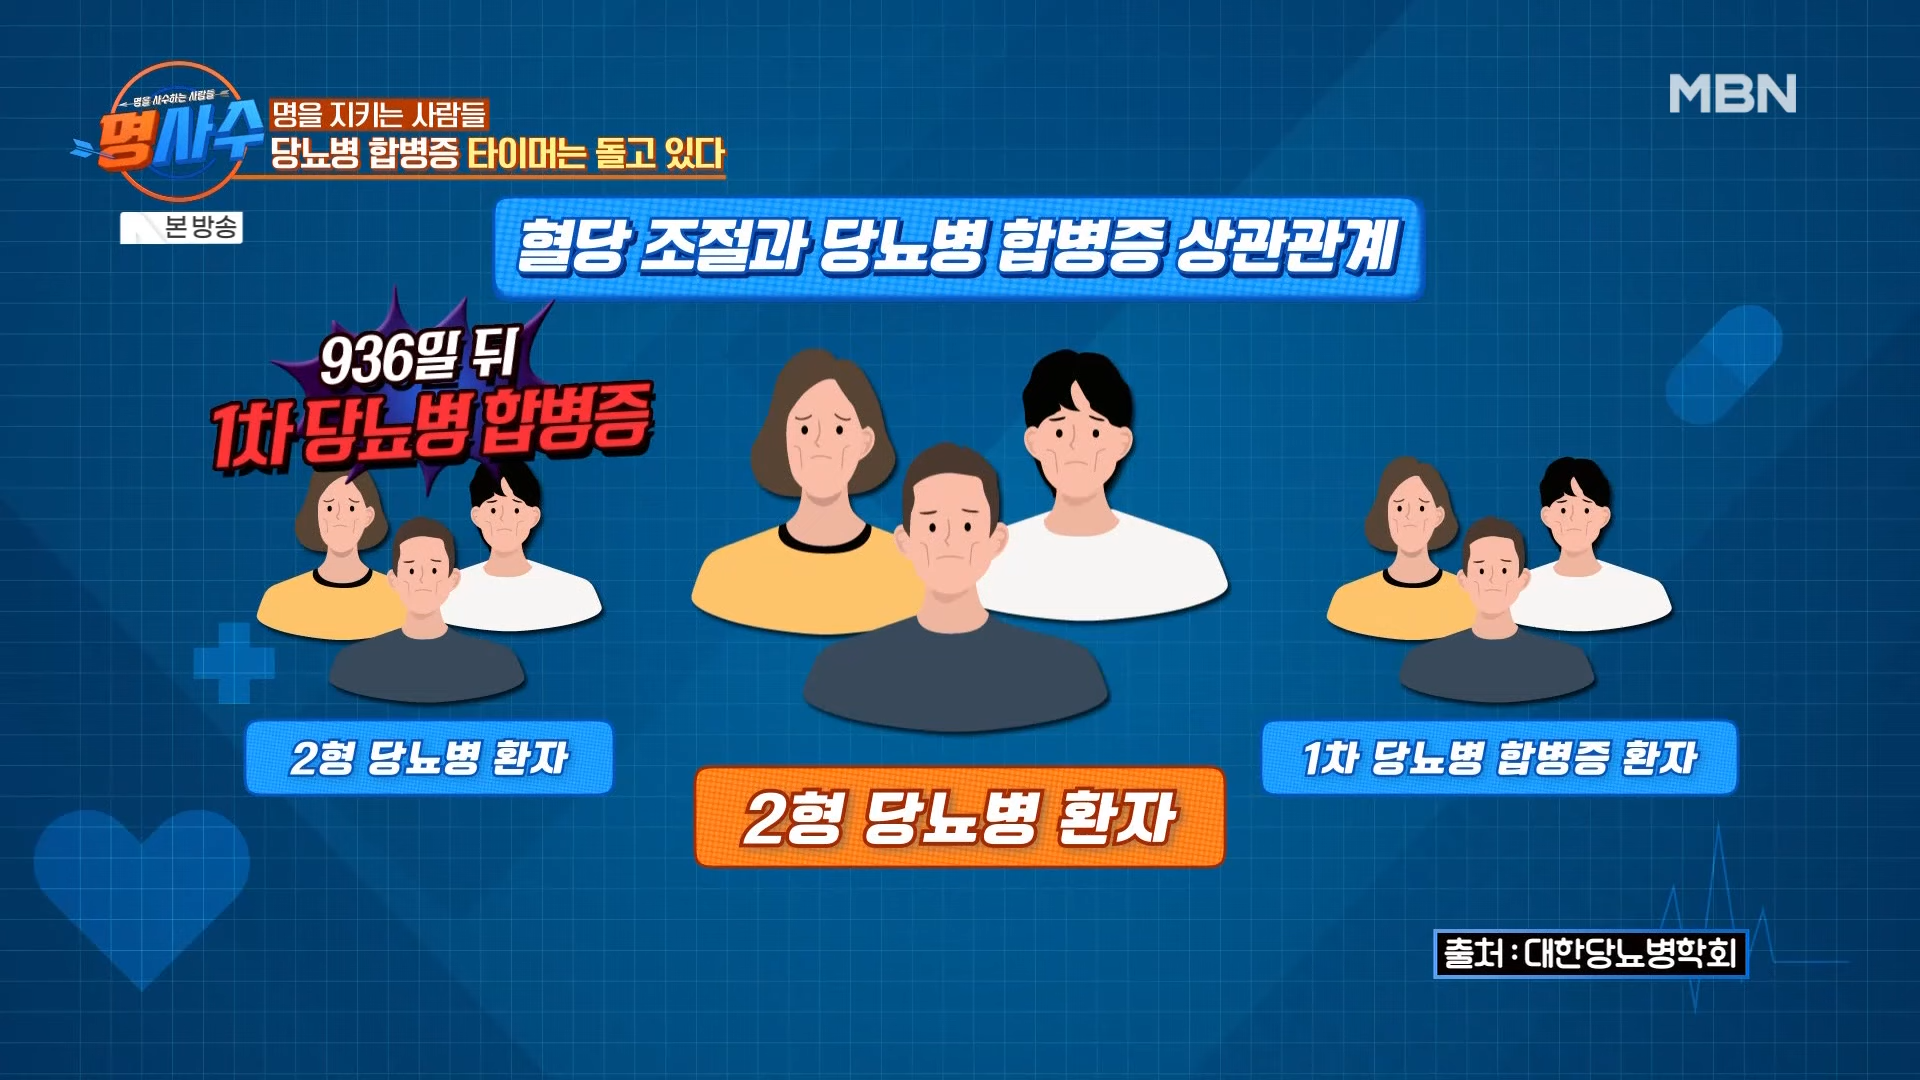 명을 사수하는 사람들
명사수
명을 지키는 사람들
당뇨병 합병증 타이머는 돌고 있다
본 방송
MBN
혈당 조절과 당뇨병 합병증 상관관계
936일 뒤
1차 당뇨병 합병증
2형 당뇨병 환자
2형 당뇨병 환자
1차 당뇨병 합병증 환자
출처 : 대한당뇨병학회